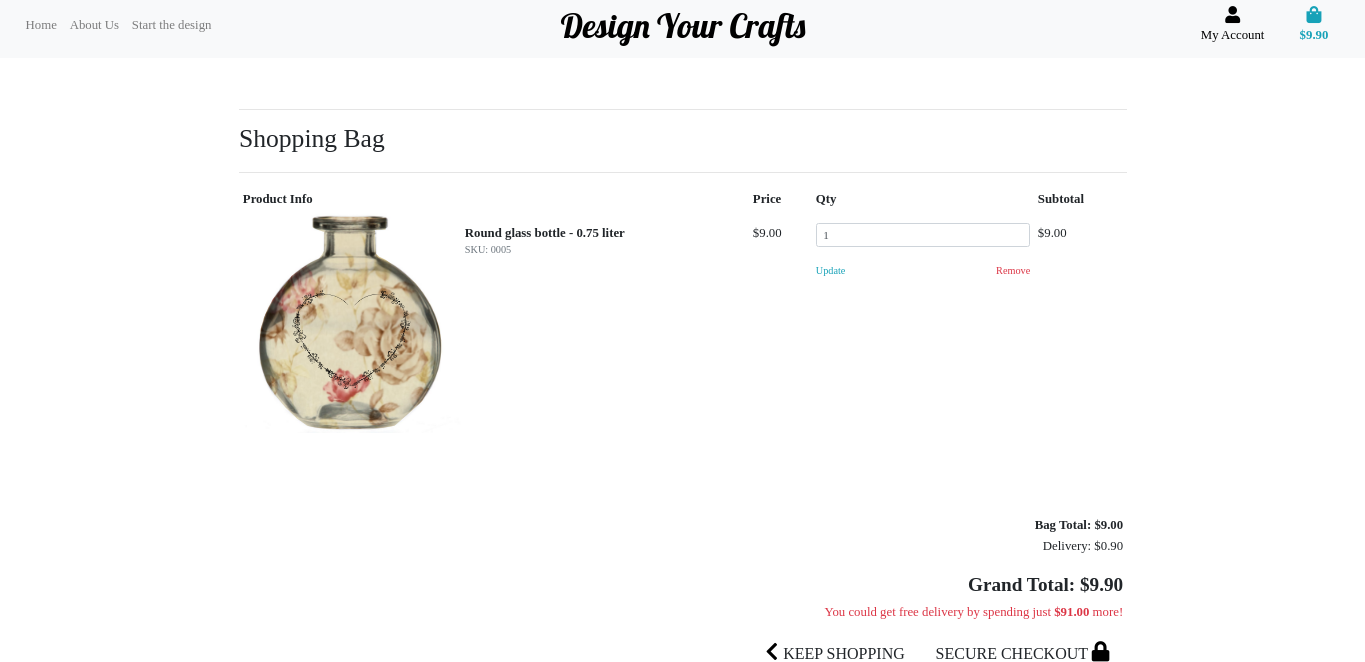 Home About Us Start the design
Design Your Crafts
My Account
$9.90
Shopping Bag
Product Info Price Qty Subtotal
Round glass bottle - 0.75 liter $9.00 1 $9.00
SKU: 0005
Update Remove
Bag Total: $9.00
Delivery: $0.90
Grand Total: $9.90
You could get free delivery by spending just $91.00 more!
KEEP SHOPPING SECURE CHECKOUT